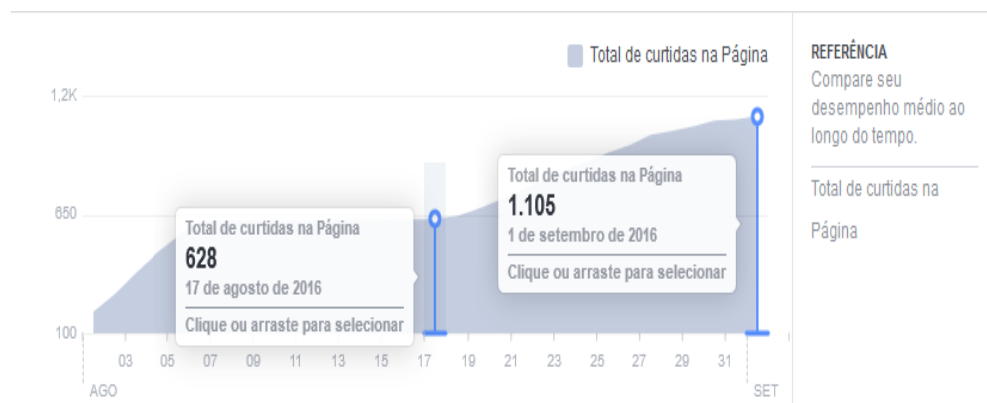 Total de curtidas na Página
1,2K
650
100
Total de curtidas na Página
628
17 de agosto de 2016
Clique ou arraste para selecionar
Total de curtidas na Página
1.105
1 de setembro de 2016
Clique ou arraste para selecionar
03 05 07 09 11 13 15 17 19 21 23 25 27 29 31
AGO SET
REFERÊNCIA
Compare seu
desempenho médio ao
longo do tempo.
Total de curtidas na
Página